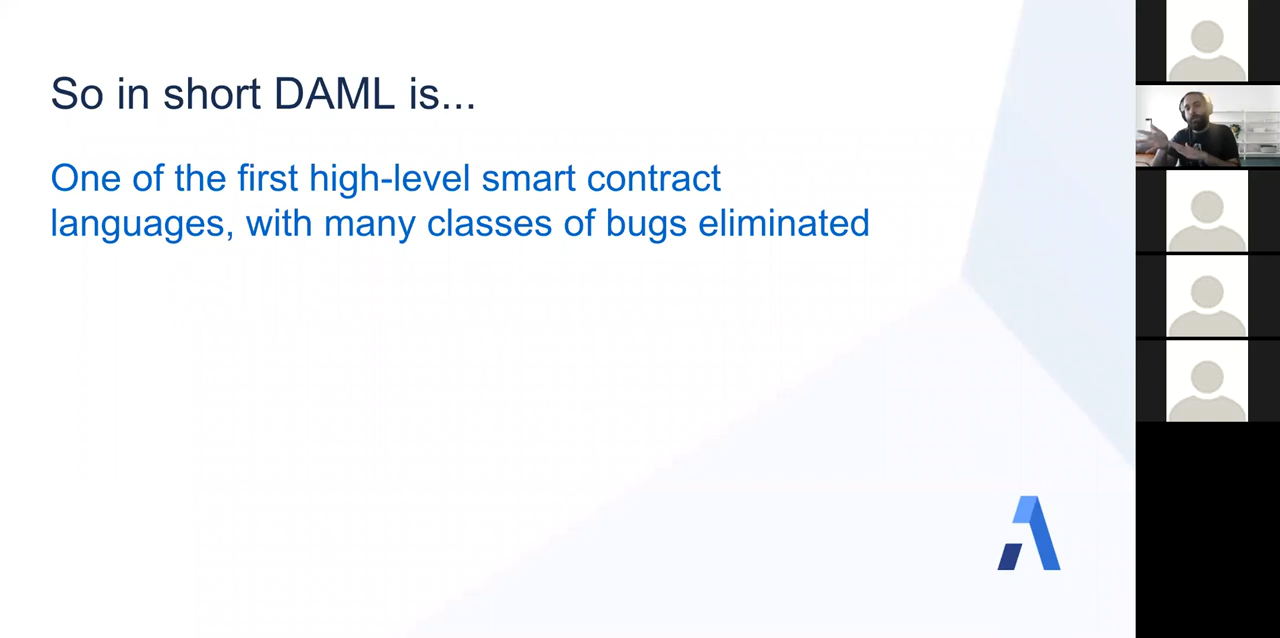 So in short DAML is...
One of the first high-level smart contract
languages, with many classes of bugs eliminated